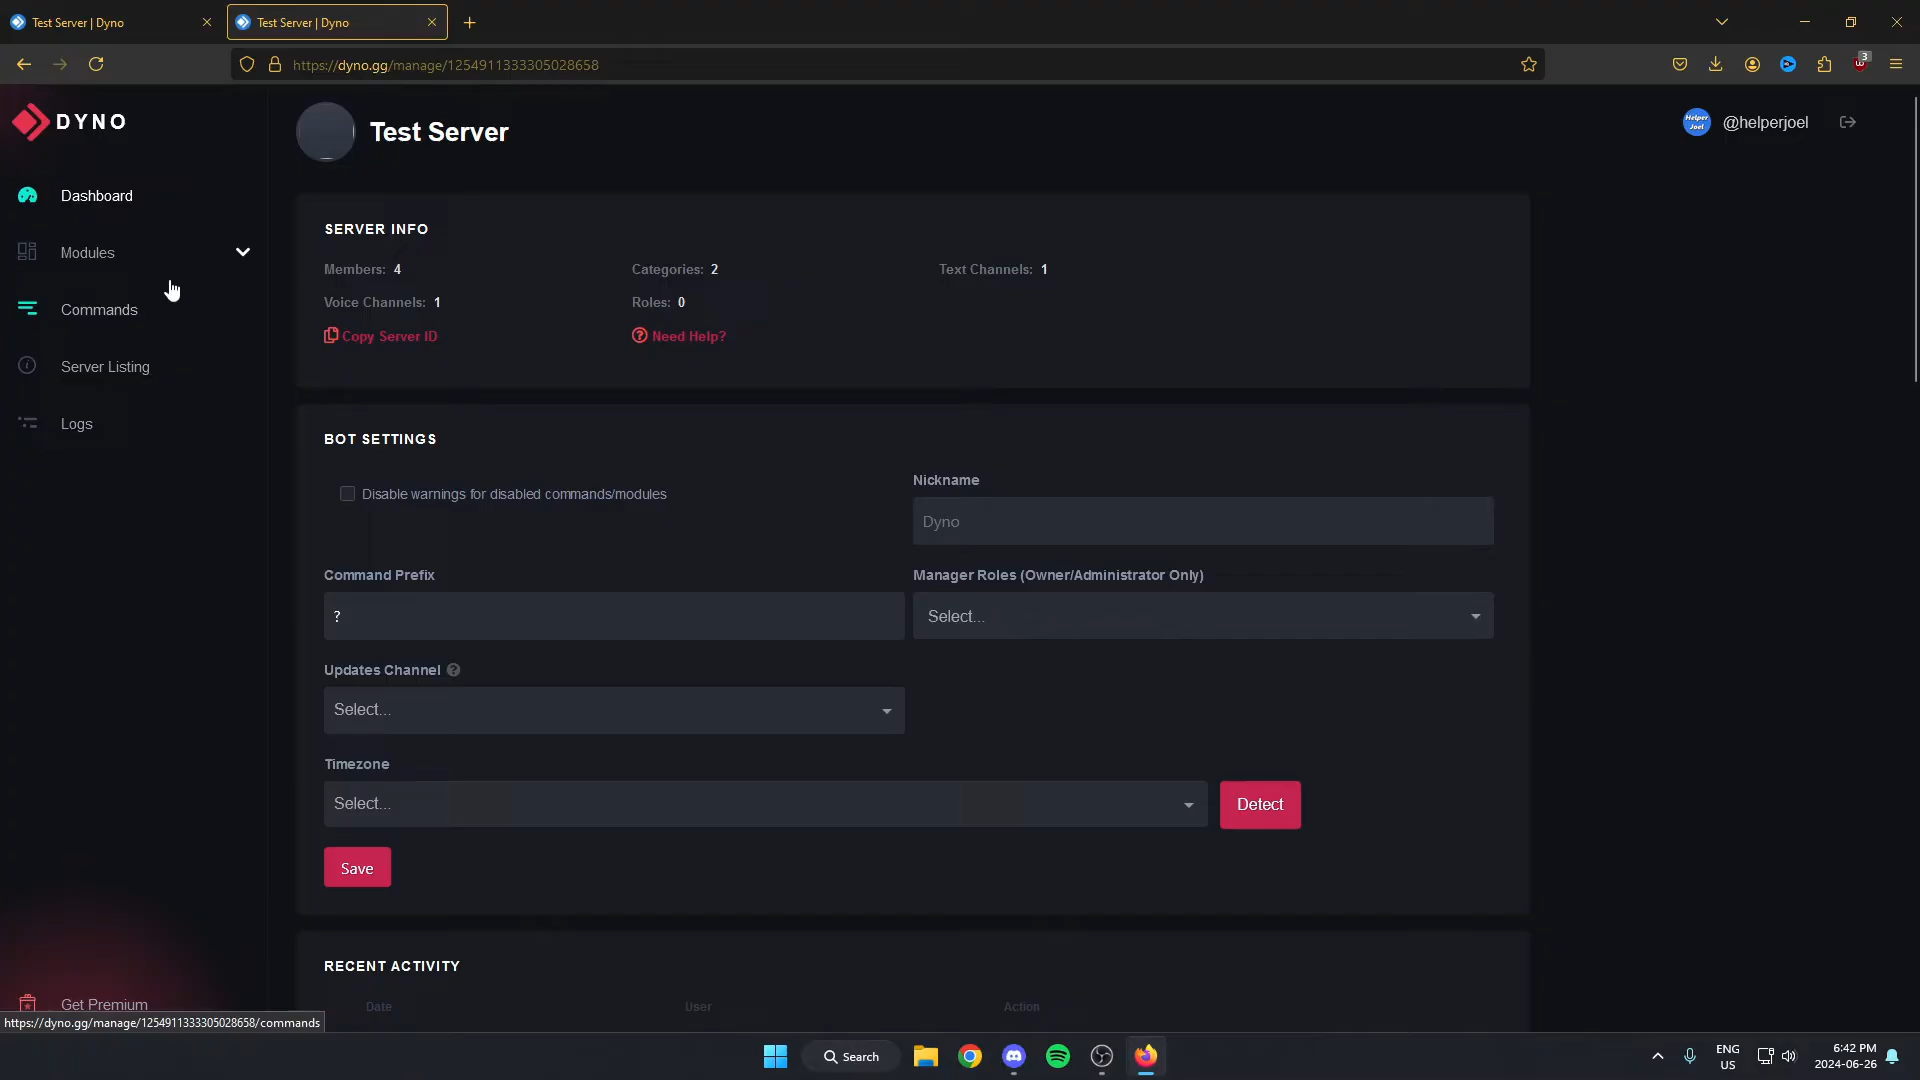 Test Server | Dyno
Test Server | Dyno
https://dyno.gg/manage/1254911333305028658
3
DYNO
Test Server
Helper Joel
@helperjoel
Dashboard
Modules
Commands
Server Listing
Logs
SERVER INFO
Members: 4
Categories: 2
Text Channels: 1
Voice Channels: 1
Roles: 0
Copy Server ID
Need Help?
BOT SETTINGS
Disable warnings for disabled commands/modules
Nickname
Dyno
Command Prefix
?
Manager Roles (Owner/Administrator Only)
Select...
Updates Channel
Select...
Timezone
Select...
Detect
Save
RECENT ACTIVITY
Date
User
Action
Get Premium
https://dyno.gg/manage/1254911333305028658/commands
Search
ENG
US
6:42 PM
2024-06-26